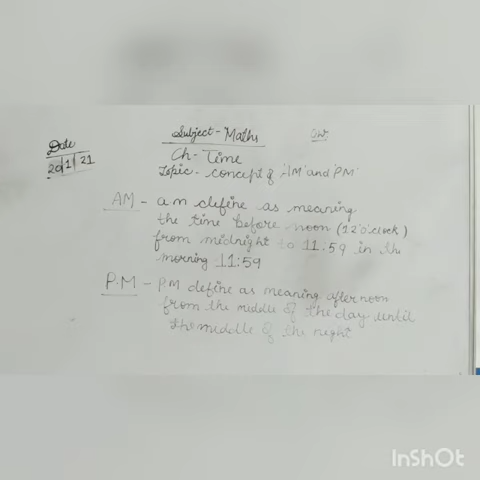 Subject - Maths
CW
Date
20/1/21
Ch - Time
Topic - concept of "AM" and "PM"
AM - a m define as meaning
the time before noon (12 o'clock)
from midnight to 11:59 in the
morning 11:59
P.M - P.M define as meaning afternoon
from the middle of the day until
the middle of the night
InShOt